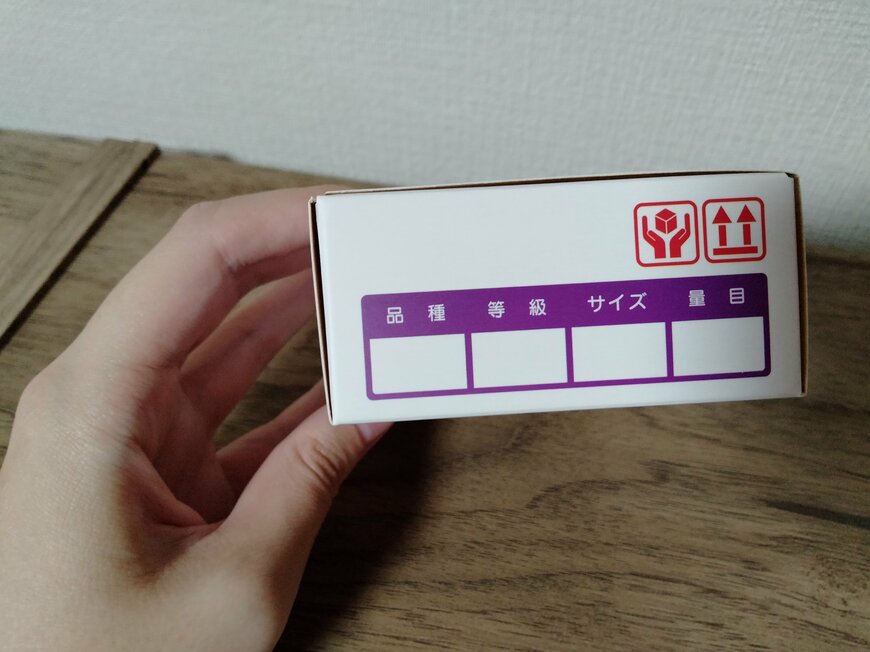 品種 等級 サイズ 量目